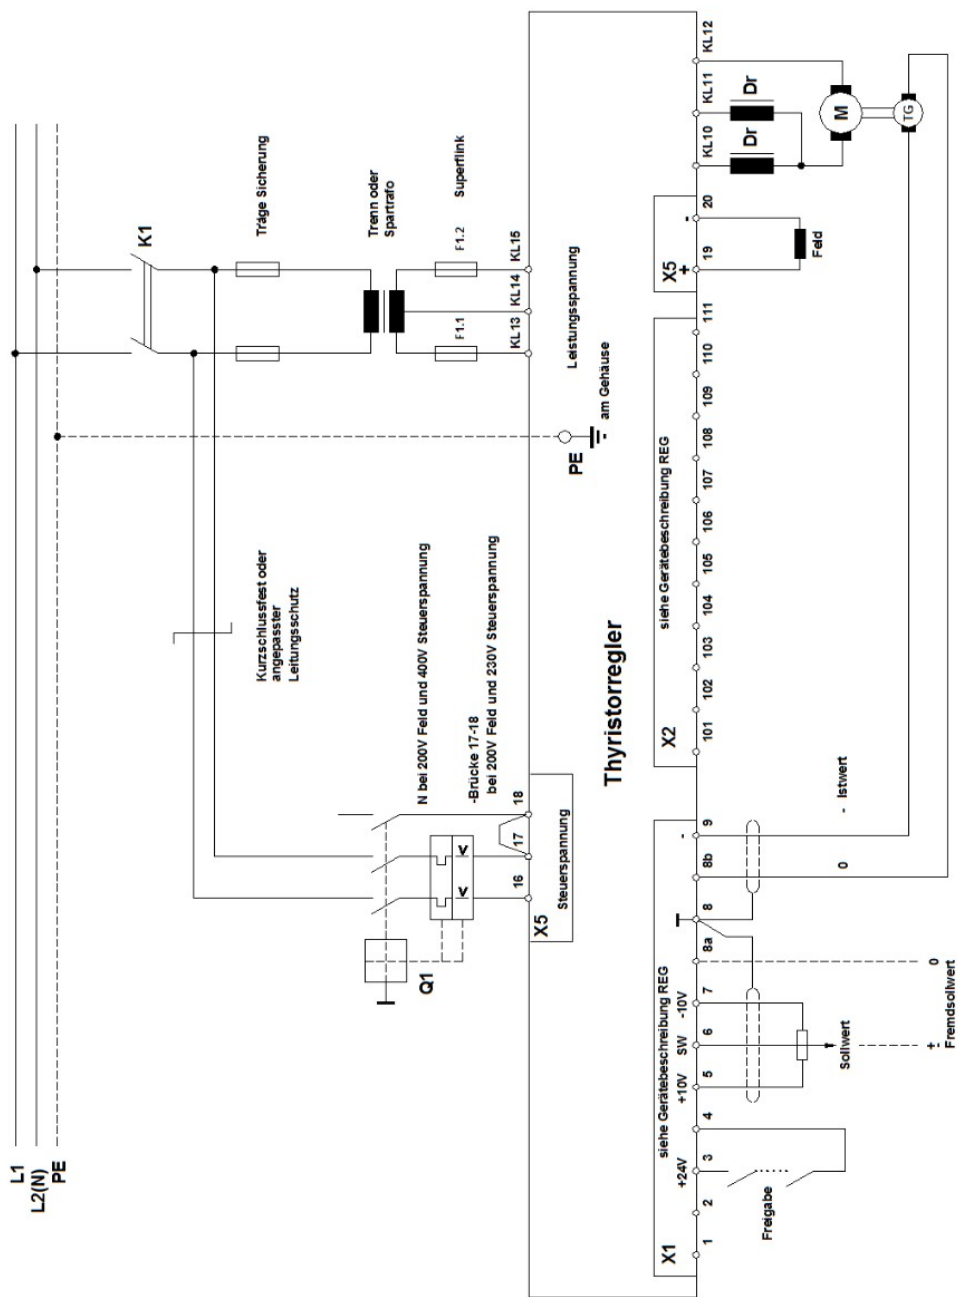 L1
L2(N)
PE
K1
Träge Sicherung
Trenn oder
Spartrafo
F1.1
F1.2
Superflink
KL13
KL14
KL15
Leistungsspannung
PE
am Gehäuse
Kurzschlussfest oder
angepasster
Leitungsschutz
Q1
N bei 200V Feld und 400V Steuerspannung
-Brücke 17-18
bei 200V Feld und 230V Steuerspannung
16
17
18
X5
Steuerspannung
Thyristorregler
siehe Gerätebeschreibung REG
X1
+24V
+10V
SW
-10V
-
1
2
3
4
5
6
7
8a
8
8b
9
Freigabe
Sollwert
±
Fremdsollwert
0
0
- Istwert
siehe Gerätebeschreibung REG
X2
101
102
103
104
105
106
107
108
109
110
111
X5
+
-
19
20
Feld
KL10
KL11
KL12
Dr
Dr
M
TG